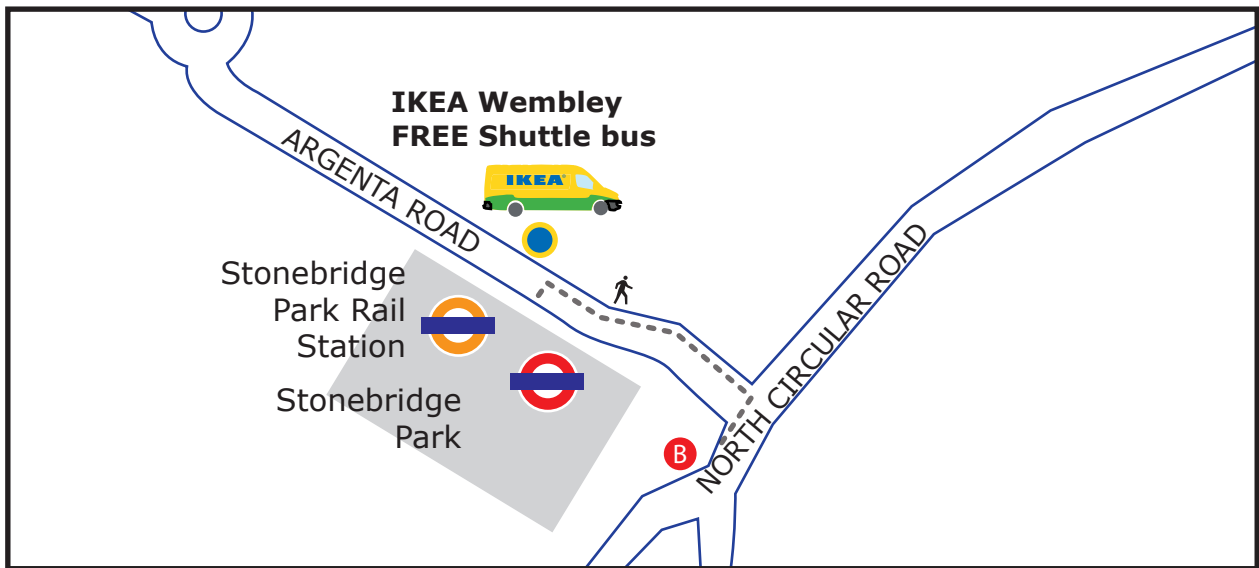 IKEA Wembley
FREE Shuttle bus
IKEA
ARGENTA ROAD
Stonebridge
Park Rail
Station
Stonebridge
Park
B
NORTH CIRCULAR ROAD